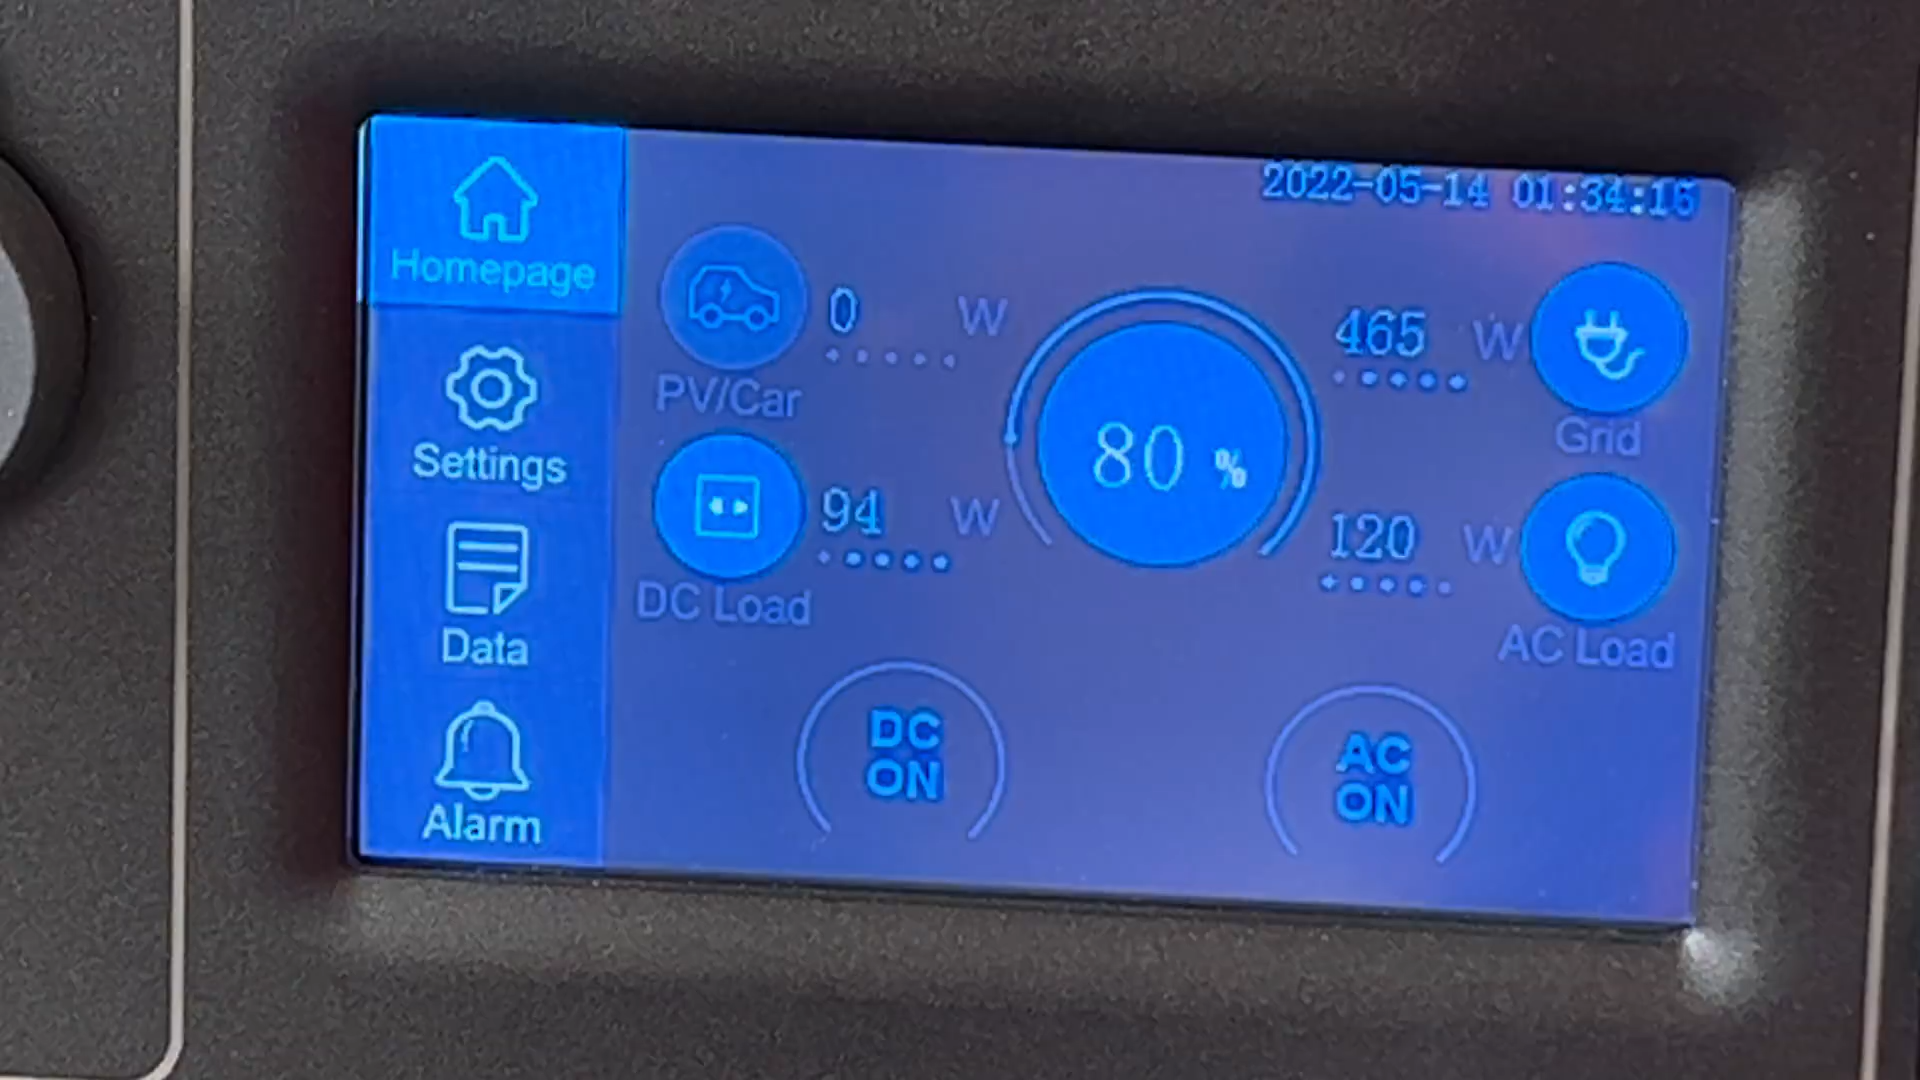 2022-05-14 01:34:15
Homepage
Settings
Data
Alarm
0 W
PV/Car
94 W
DC Load
80 %
465 W
Grid
120 W
AC Load
DC
ON
AC
ON